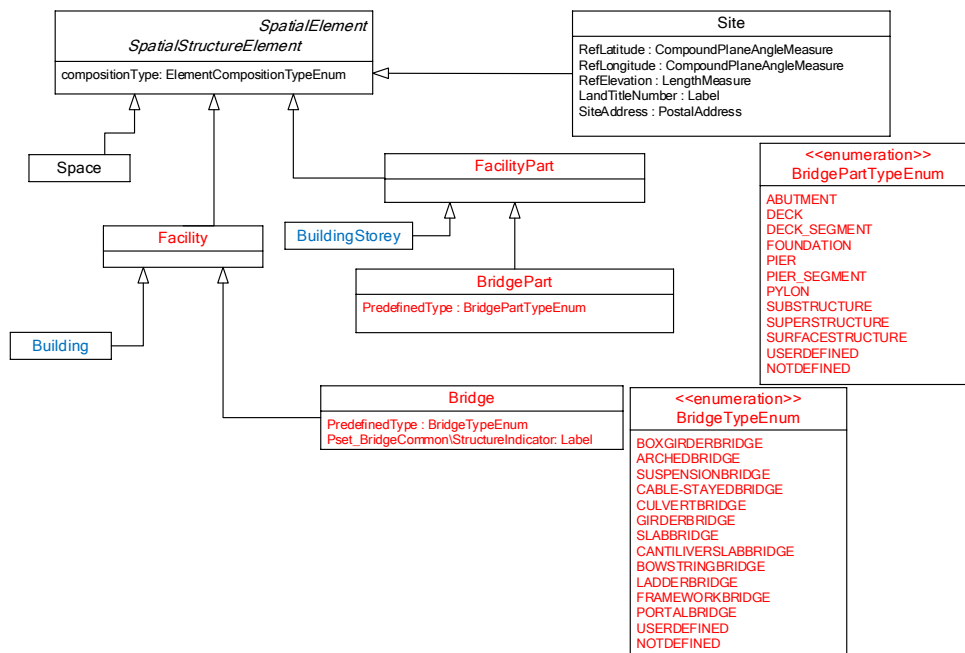 SpatialElement
SpatialStructureElement
compositionType: ElementCompositionTypeEnum
Site
RefLatitude : CompoundPlaneAngleMeasure
RefLongitude : CompoundPlaneAngleMeasure
RefElevation : LengthMeasure
LandTitleNumber : Label
SiteAddress : PostalAddress
Space
FacilityPart
<<enumeration>>
BridgePartTypeEnum
ABUTMENT
DECK
DECK_SEGMENT
FOUNDATION
PIER
PIER_SEGMENT
PYLON
SUBSTRUCTURE
SUPERSTRUCTURE
SURFACESTRUCTURE
USERDEFINED
NOTDEFINED
Facility
BuildingStorey
BridgePart
PredefinedType : BridgePartTypeEnum
Building
Bridge
PredefinedType : BridgeTypeEnum
Pset_BridgeCommon\StructureIndicator: Label
<<enumeration>>
BridgeTypeEnum
BOXGIRDERBRIDGE
ARCHEDBRIDGE
SUSPENSIONBRIDGE
CABLE-STAYEDBRIDGE
CULVERTBRIDGE
GIRDERBRIDGE
SLABBRIDGE
CANTILIVERSLABBRIDGE
BOWSTRINGBRIDGE
LADDERBRIDGE
FRAMEWORKBRIDGE
PORTALBRIDGE
USERDEFINED
NOTDEFINED